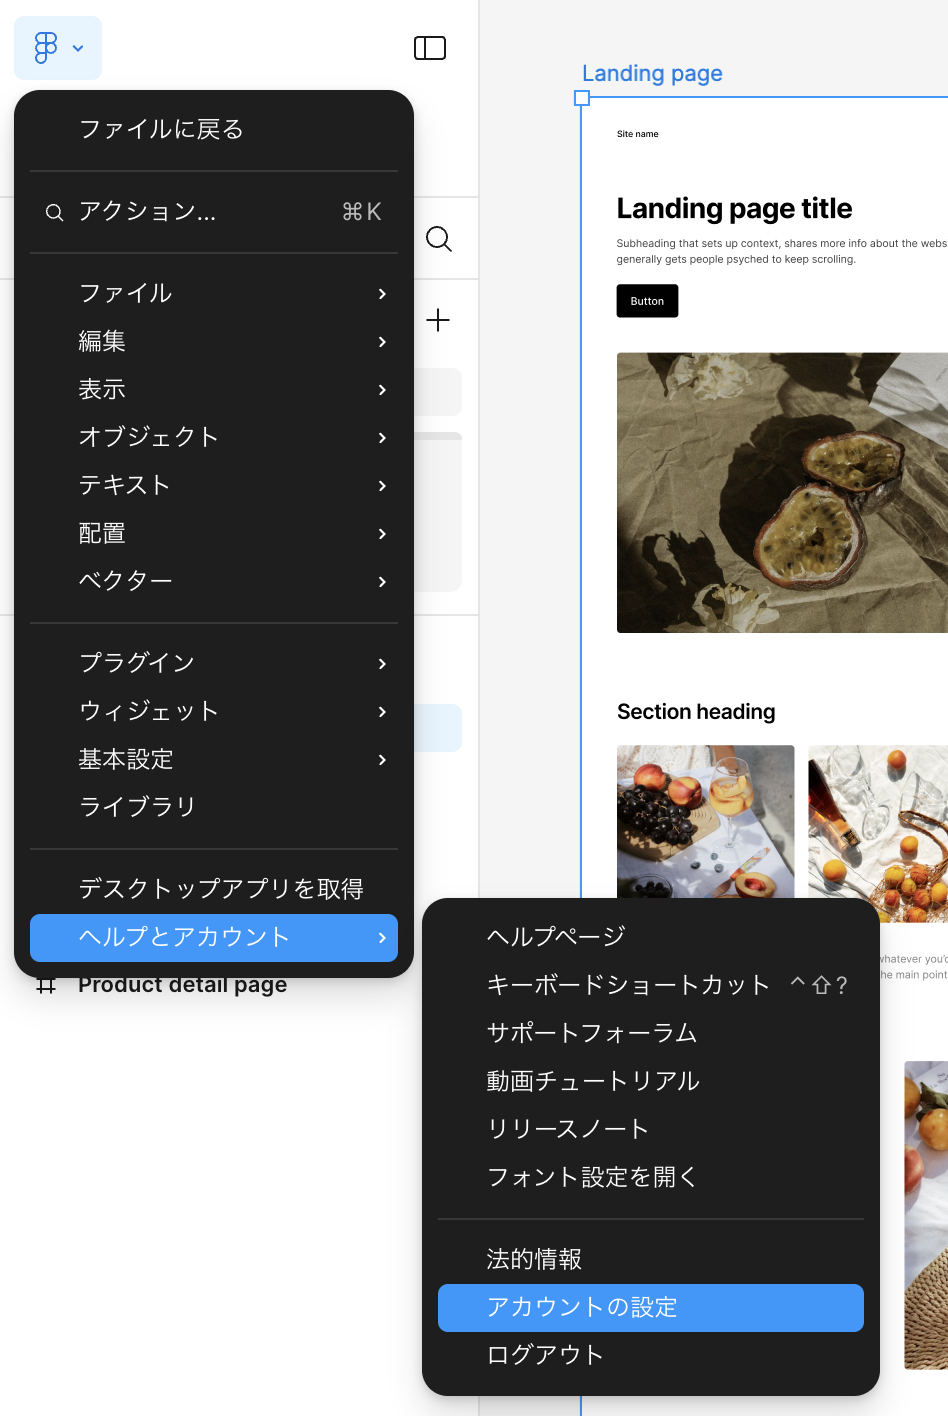 ファイルに戻る
アクション... ⌘K
ファイル
編集
表示
オブジェクト
テキスト
配置
ベクター
プラグイン
ウィジェット
基本設定
ライブラリ
デスクトップアプリを取得
ヘルプとアカウント
Product detail page
ヘルプページ
キーボードショートカット ⌃⇧?
サポートフォーラム
動画チュートリアル
リリースノート
フォント設定を開く
法的情報
アカウントの設定
ログアウト
Landing page
Site name
Landing page title
Subheading that sets up context, shares more info about the webs
generally gets people psyched to keep scrolling.
Button
Section heading
whatever you'
he main point